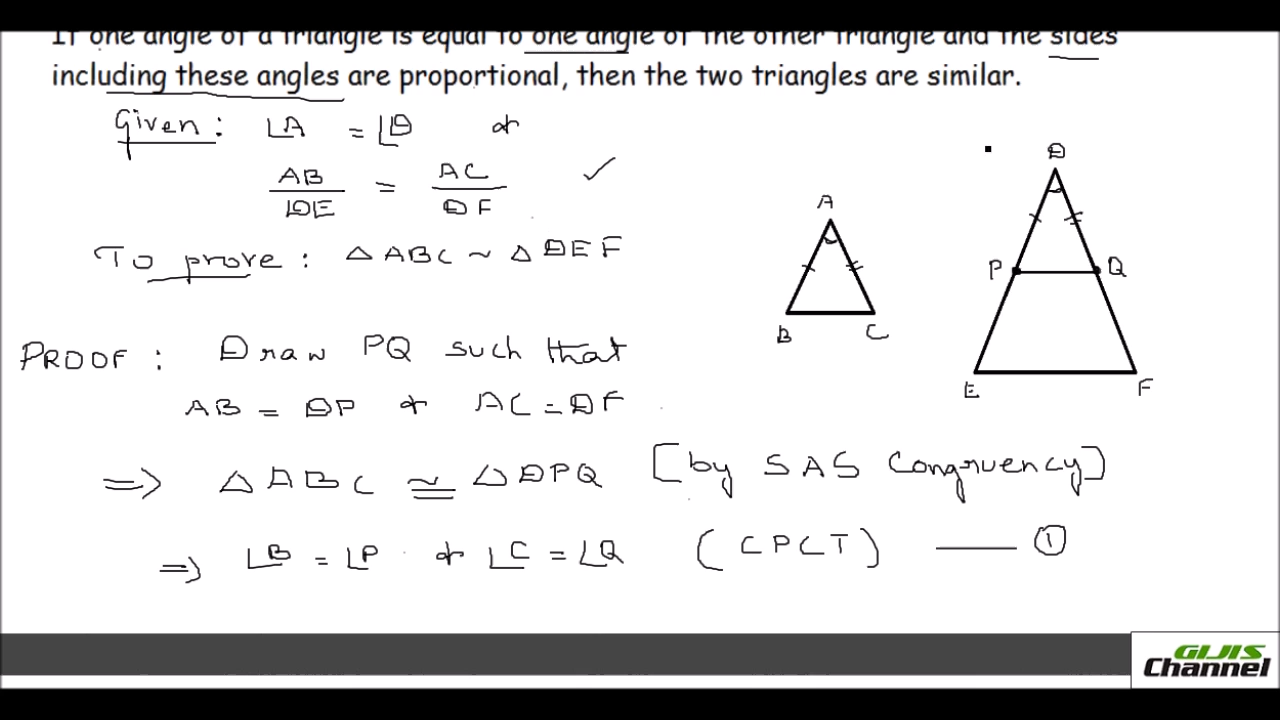 If one angle of a triangle is equal to one angle of the other triangle and the sides
including these angles are proportional, then the two triangles are similar.
Given : ∠A = ∠D &
AB/DE = AC/DF ✓
To prove : △ABC ~ △DEF
PROOF : Draw PQ such that
AB = DP & AC = DF
⇒ △ABC ≅ △DPQ [by SAS Congruency]
⇒ ∠B = ∠P & ∠C = ∠Q (CPCT) —— ①
A
B
C
D
P
Q
E
F
GIIS
Channel